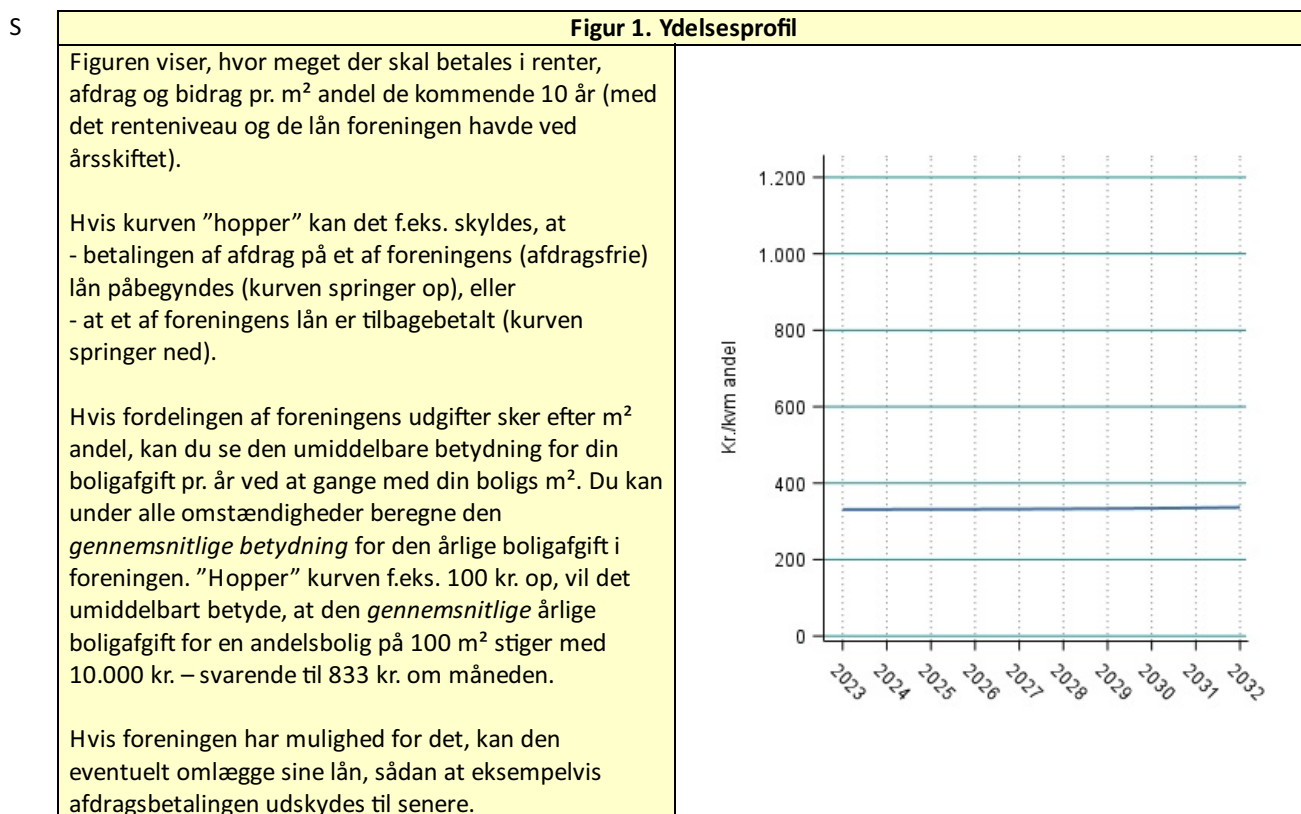 S
Figur 1. Ydelsesprofil
Figuren viser, hvor meget der skal betales i renter,
afdrag og bidrag pr. m² andel de kommende 10 år (med
det renteniveau og de lån foreningen havde ved
årsskiftet).
Hvis kurven ”hopper” kan det f.eks. skyldes, at
- betalingen af afdrag på et af foreningens (afdragsfrie)
lån påbegyndes (kurven springer op), eller
- at et af foreningens lån er tilbagebetalt (kurven
springer ned).
Hvis fordelingen af foreningens udgifter sker efter m²
andel, kan du se den umiddelbare betydning for din
boligafgift pr. år ved at gange med din boligs m². Du kan
under alle omstændigheder beregne den
gennemsnitlige betydning for den årlige boligafgift i
foreningen. ”Hopper” kurven f.eks. 100 kr. op, vil det
umiddelbart betyde, at den gennemsnitlige årlige
boligafgift for en andelsbolig på 100 m² stiger med
10.000 kr. – svarende til 833 kr. om måneden.
Hvis foreningen har mulighed for det, kan den
eventuelt omlægge sine lån, sådan at eksempelvis
afdragsbetalingen udskydes til senere.
Kr./kvm andel
1.200
1.000
800
600
400
200
0
2023
2024
2025
2026
2027
2028
2029
2030
2031
2032